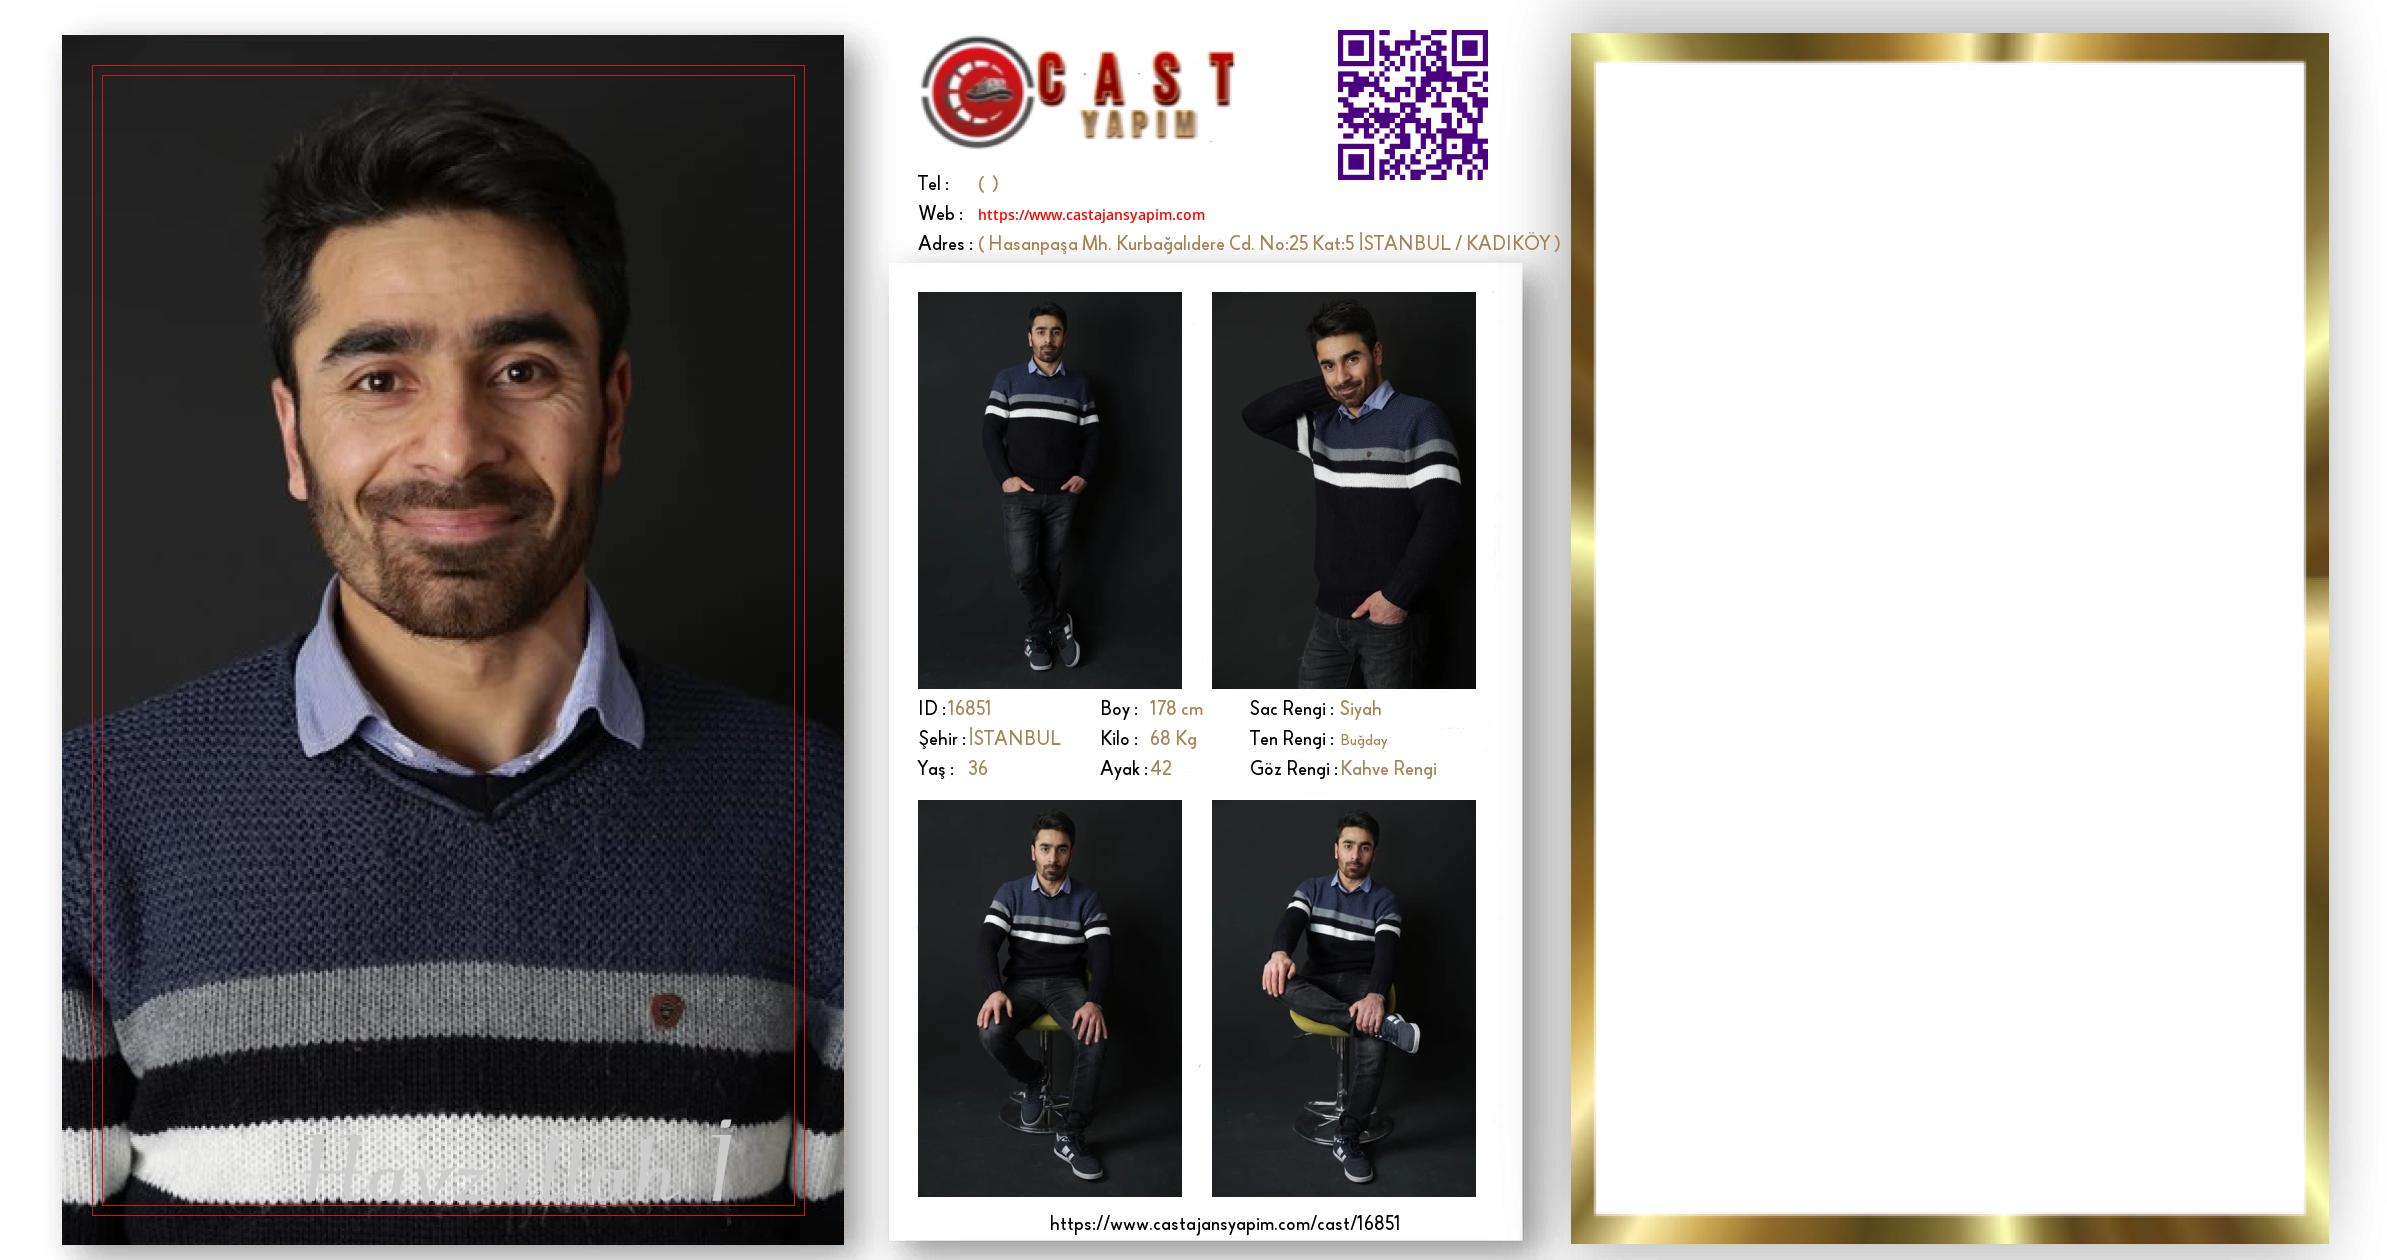 Havzullah İ
CAST
YAPIM
Tel : ( )
Web : https://www.castajansyapim.com
Adres : ( Hasanpaşa Mh. Kurbağalıdere Cd. No:25 Kat:5 İSTANBUL / KADIKÖY )
ID : 16851 Boy : 178 cm Sac Rengi : Siyah
Şehir : İSTANBUL Kilo : 68 Kg Ten Rengi : Buğday
Yaş : 36 Ayak : 42 Göz Rengi : Kahve Rengi
https://www.castajansyapim.com/cast/16851